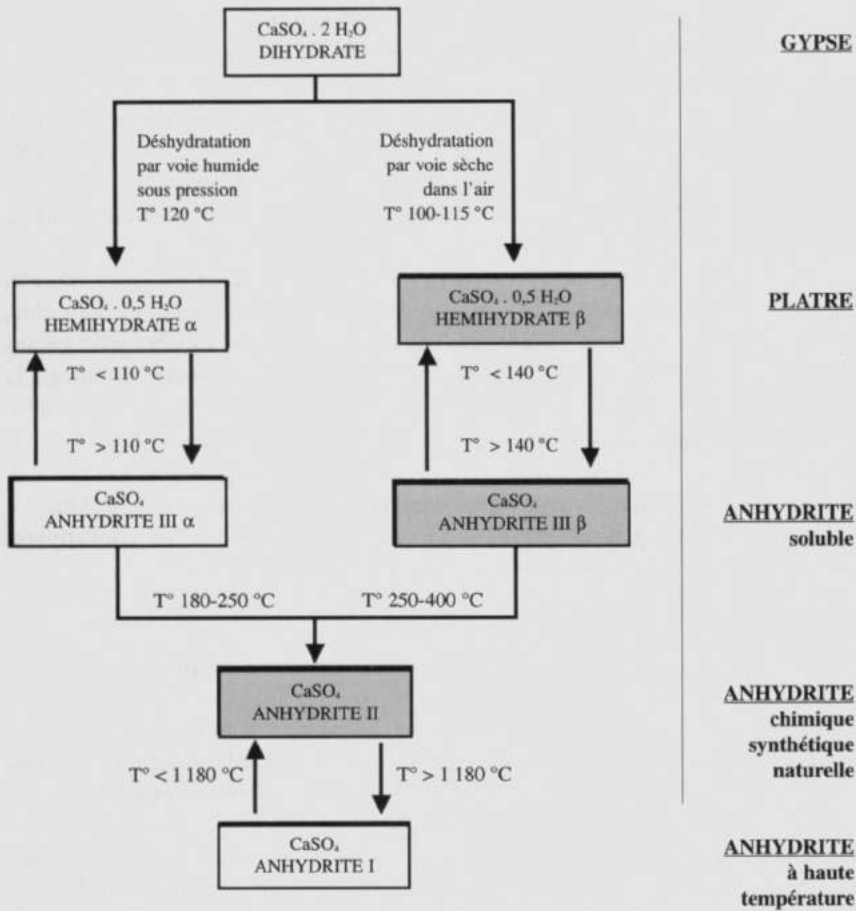 CaSO₄ . 2 H₂O
DIHYDRATE
GYPSE
Déshydratation
par voie humide
sous pression
T° 120 °C
Déshydratation
par voie sèche
dans l'air
T° 100-115 °C
CaSO₄ . 0,5 H₂O
HEMIHYDRATE α
CaSO₄ . 0,5 H₂O
HEMIHYDRATE β
PLATRE
T° < 110 °C
T° > 110 °C
T° < 140 °C
T° > 140 °C
CaSO₄
ANHYDRITE III α
CaSO₄
ANHYDRITE III β
ANHYDRITE
soluble
T° 180-250 °C
T° 250-400 °C
CaSO₄
ANHYDRITE II
ANHYDRITE
chimique
synthétique
naturelle
T° < 1 180 °C
T° > 1 180 °C
CaSO₄
ANHYDRITE I
ANHYDRITE
à haute
température